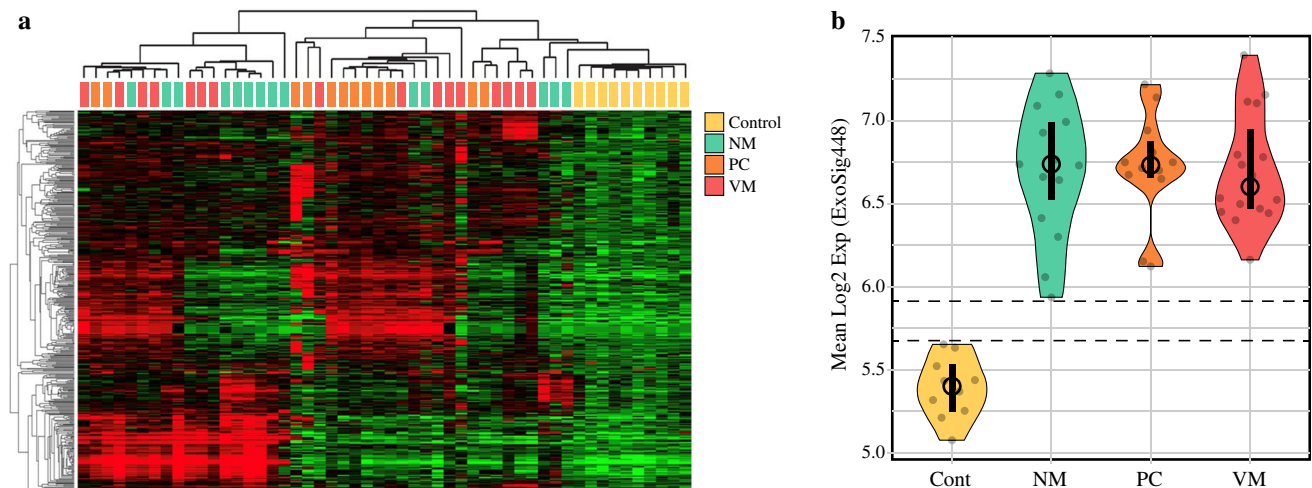 a
Control
NM
PC
VM
b
Mean Log2 Exp (ExoSig448)
7.5
7.0
6.5
6.0
5.5
5.0
Cont NM PC VM